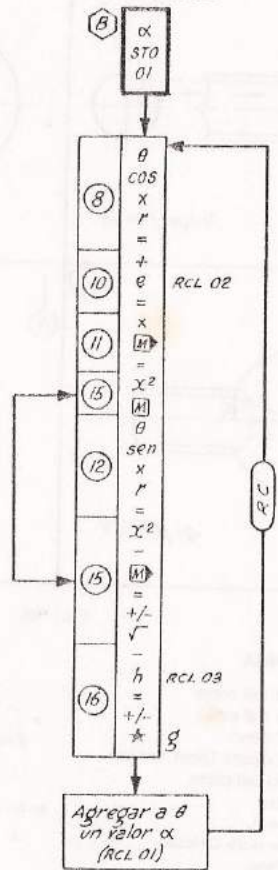 B
α
STO
01
8
θ
cos
x
r
=
10
+
e
RCL 02
=
11
x
M
=
15
x²
M
12
θ
sen
x
r
=
15
x²
-
M
=
+/-
√
16
-
h
RCL 03
=
+/-
☆
g
RC
Agregar a θ
un valor α
(RCL 01)